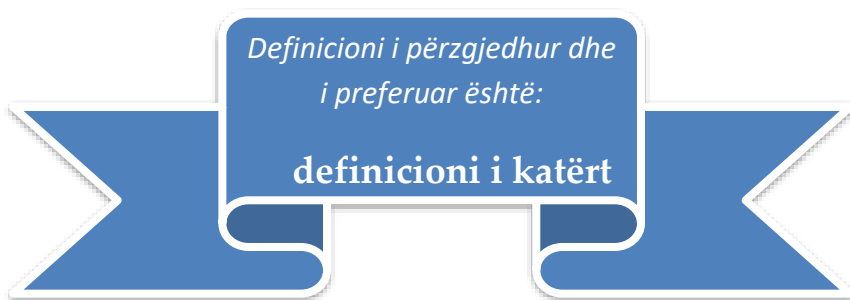 Definicioni i përzgjedhur dhe
i preferuar është:
definicioni i katërt